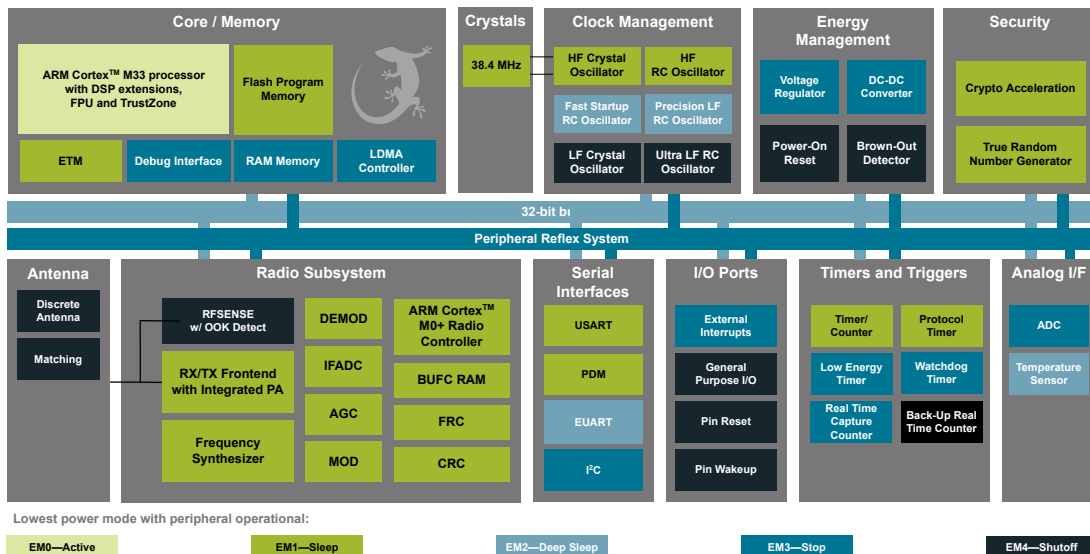 Core / Memory
ARM Cortex™ M33 processor
with DSP extensions,
FPU and TrustZone
Flash Program
Memory
ETM
Debug Interface
RAM Memory
LDMA
Controller
Crystals
38.4 MHz
Clock Management
HF Crystal
Oscillator
HF
RC Oscillator
Fast Startup
RC Oscillator
Precision LF
RC Oscillator
LF Crystal
Oscillator
Ultra LF RC
Oscillator
Energy
Management
Voltage
Regulator
DC-DC
Converter
Power-On
Reset
Brown-Out
Detector
Security
Crypto Acceleration
True Random
Number Generator
32-bit bu
Peripheral Reflex System
Antenna
Discrete
Antenna
Matching
Radio Subsystem
RFSENSE
w/ OOK Detect
RX/TX Frontend
with Integrated PA
Frequency
Synthesizer
DEMOD
IFADC
AGC
MOD
ARM Cortex™
M0+ Radio
Controller
BUFC RAM
FRC
CRC
Serial
Interfaces
USART
PDM
EUART
I²C
I/O Ports
External
Interrupts
General
Purpose I/O
Pin Reset
Pin Wakeup
Timers and Triggers
Timer/
Counter
Protocol
Timer
Low Energy
Timer
Watchdog
Timer
Real Time
Capture
Counter
Back-Up Real
Time Counter
Analog I/F
ADC
Temperature
Sensor
Lowest power mode with peripheral operational:
EM0—Active
EM1—Sleep
EM2—Deep Sleep
EM3—Stop
EM4—Shutoff